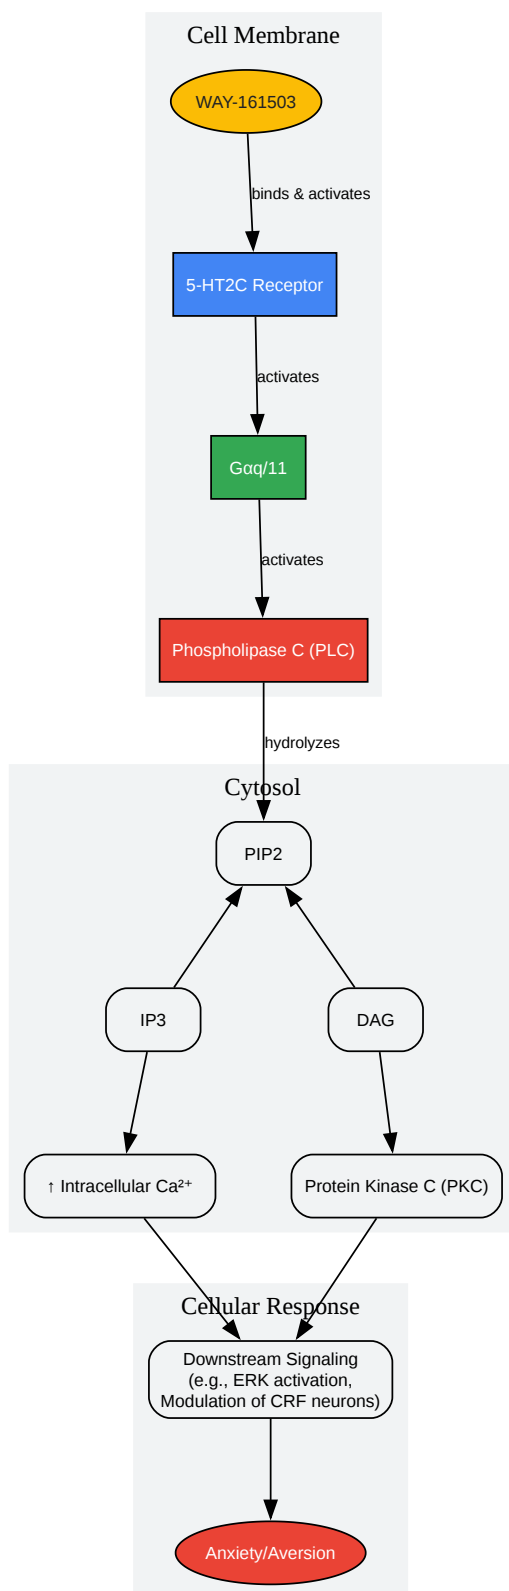 Cell Membrane
WAY-161503
binds & activates
5-HT2C Receptor
activates
Gαq/11
activates
Phospholipase C (PLC)
hydrolyzes
Cytosol
PIP2
IP3
DAG
↑ Intracellular Ca²⁺
Protein Kinase C (PKC)
Cellular Response
Downstream Signaling
(e.g., ERK activation,
Modulation of CRF neurons)
Anxiety/Aversion